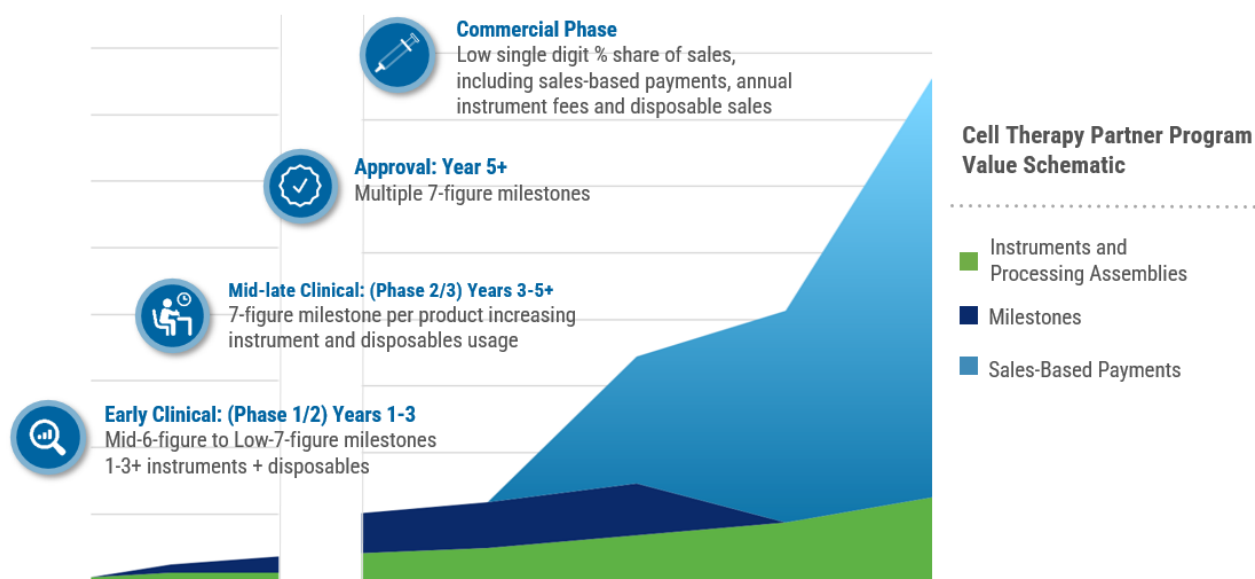 Commercial Phase
Low single digit % share of sales,
including sales-based payments, annual
instrument fees and disposable sales
Approval: Year 5+
Multiple 7-figure milestones
Mid-late Clinical: (Phase 2/3) Years 3-5+
7-figure milestone per product increasing
instrument and disposables usage
Early Clinical: (Phase 1/2) Years 1-3
Mid-6-figure to Low-7-figure milestones
1-3+ instruments + disposables
Cell Therapy Partner Program
Value Schematic
Instruments and
Processing Assemblies
Milestones
Sales-Based Payments